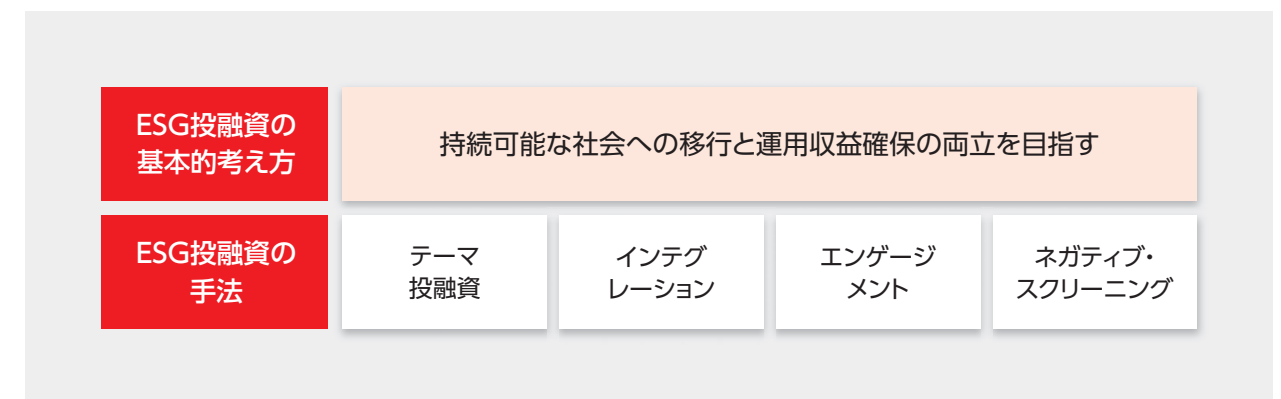 ESG投融資の
基本的考え方
持続可能な社会への移行と運用収益確保の両立を目指す
ESG投融資の
手法
テーマ
投融資
インテグ
レーション
エンゲージ
メント
ネガティブ・
スクリーニング